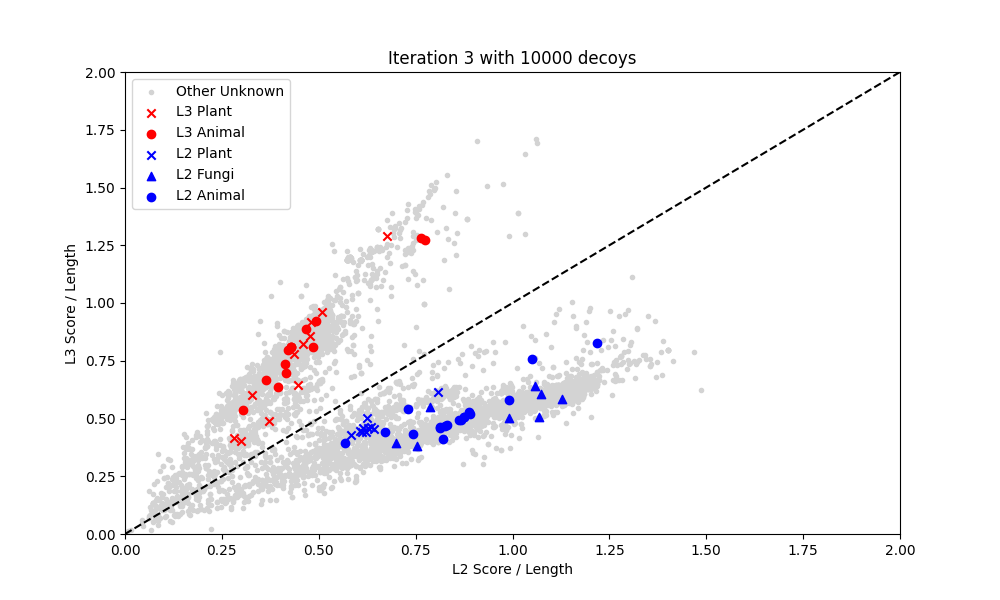 Iteration 3 with 10000 decoys
2.00
1.75
1.50
1.25
1.00
0.75
0.50
0.25
0.00
L3 Score / Length
Other Unknown
L3 Plant
L3 Animal
L2 Plant
L2 Fungi
L2 Animal
0.00 0.25 0.50 0.75 1.00 1.25 1.50 1.75 2.00
L2 Score / Length